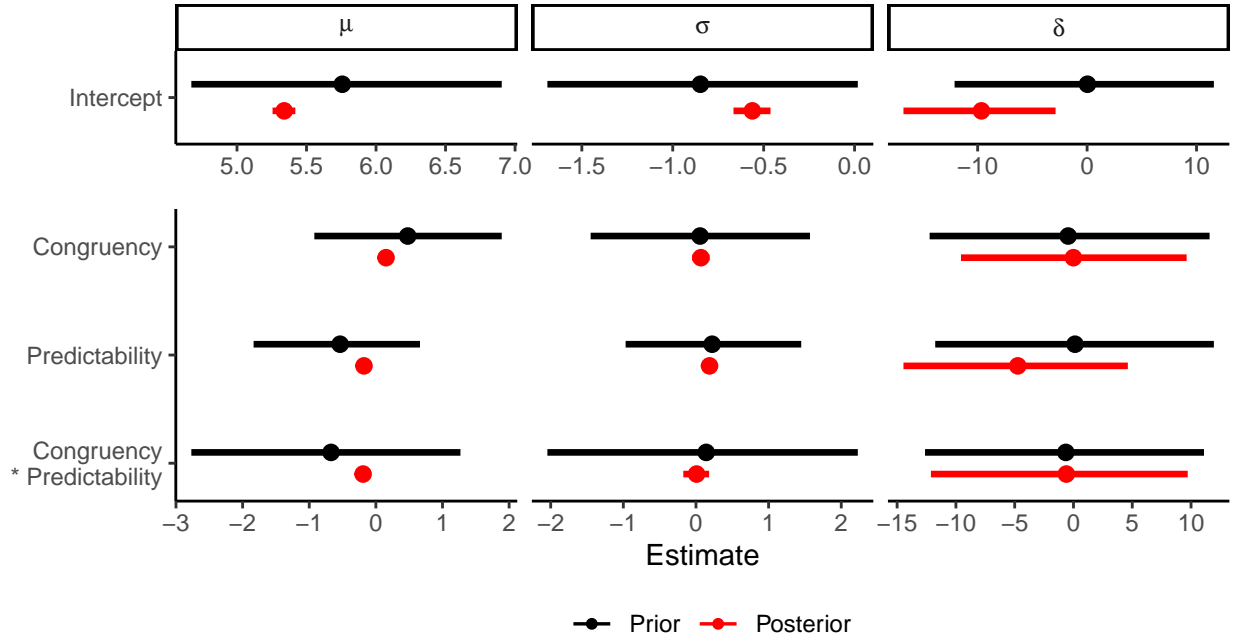 μ σ δ
Intercept
5.0 5.5 6.0 6.5 7.0 −1.5 −1.0 −0.5 0.0 −10 0 10
Congruency
Predictability
Congruency
* Predictability
−3 −2 −1 0 1 2 −2 −1 0 1 2 −15 −10 −5 0 5 10
Estimate
Prior Posterior